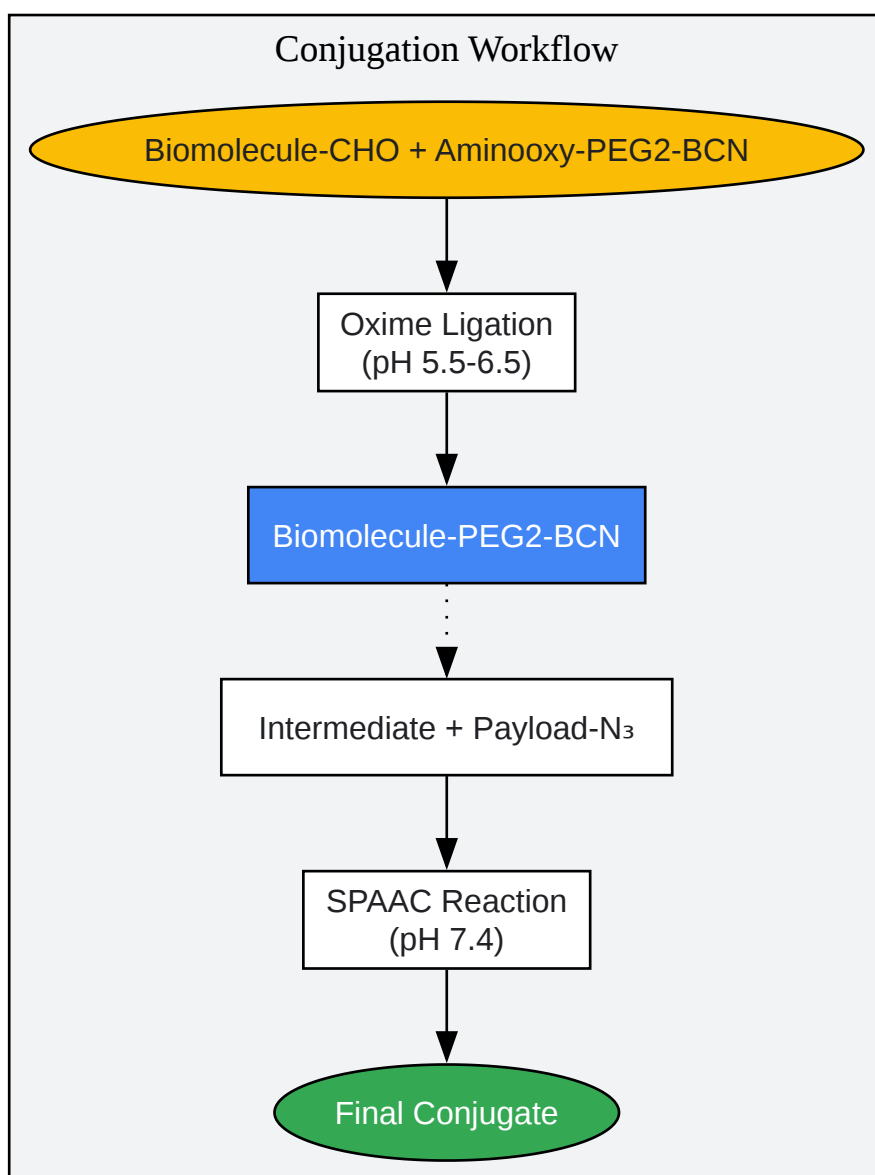 Conjugation Workflow
Biomolecule-CHO + Aminooxy-PEG2-BCN
Oxime Ligation
(pH 5.5-6.5)
Biomolecule-PEG2-BCN
Intermediate + Payload-N₃
SPAAC Reaction
(pH 7.4)
Final Conjugate